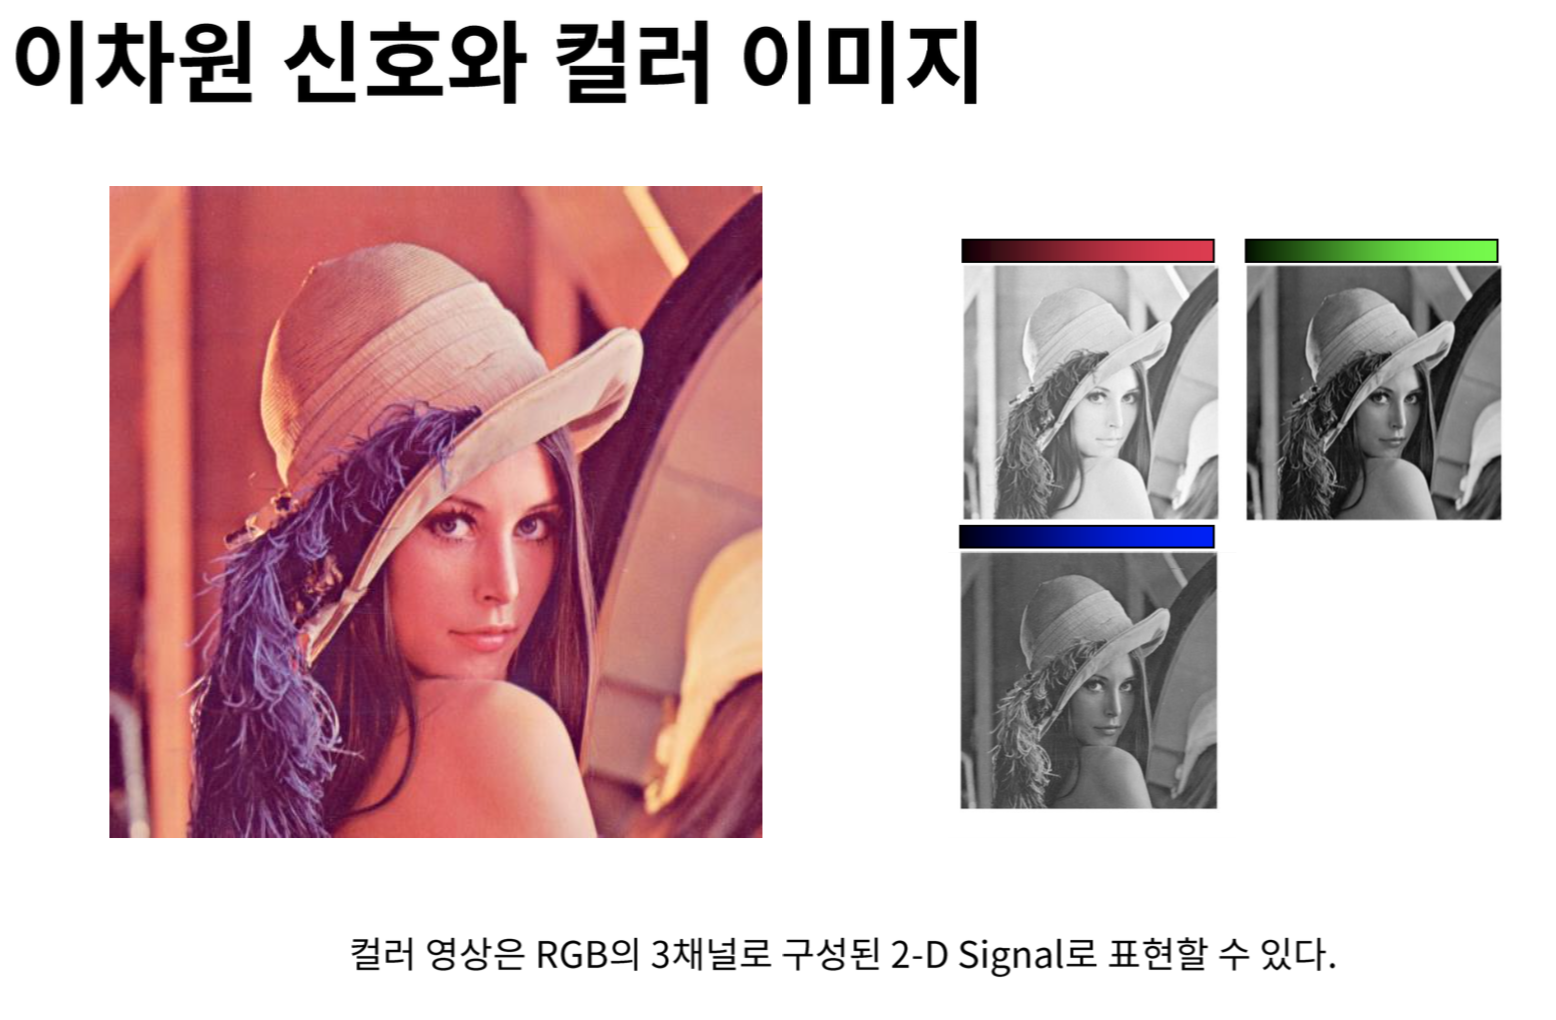 이차원 신호와 컬러 이미지
컬러 영상은 RGB의 3채널로 구성된 2-D Signal로 표현할 수 있다.